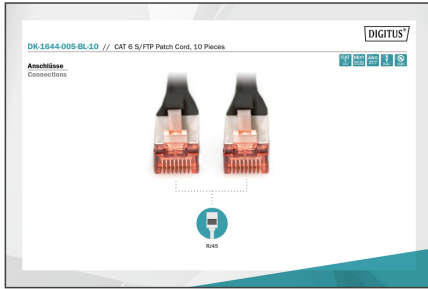 DIGITUS®
DK-1644-005-BL-10 // CAT 6 S/FTP Patch Cord, 10 Pieces
Anschlüsse
Connections
RJ45